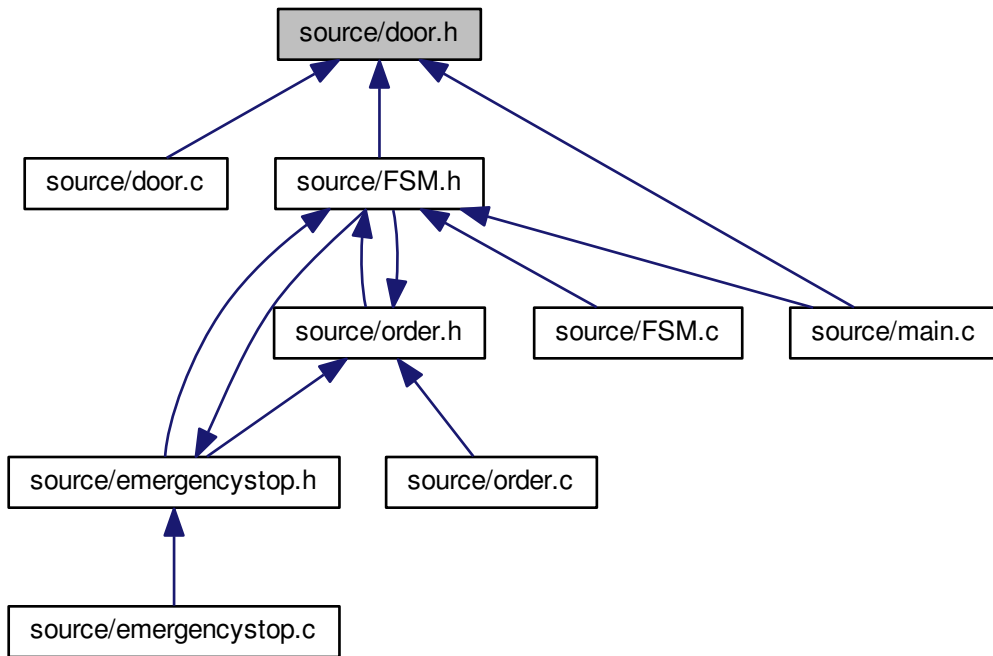 source/door.h
source/door.c
source/FSM.h
source/order.h
source/FSM.c
source/main.c
source/emergencystop.h
source/order.c
source/emergencystop.c